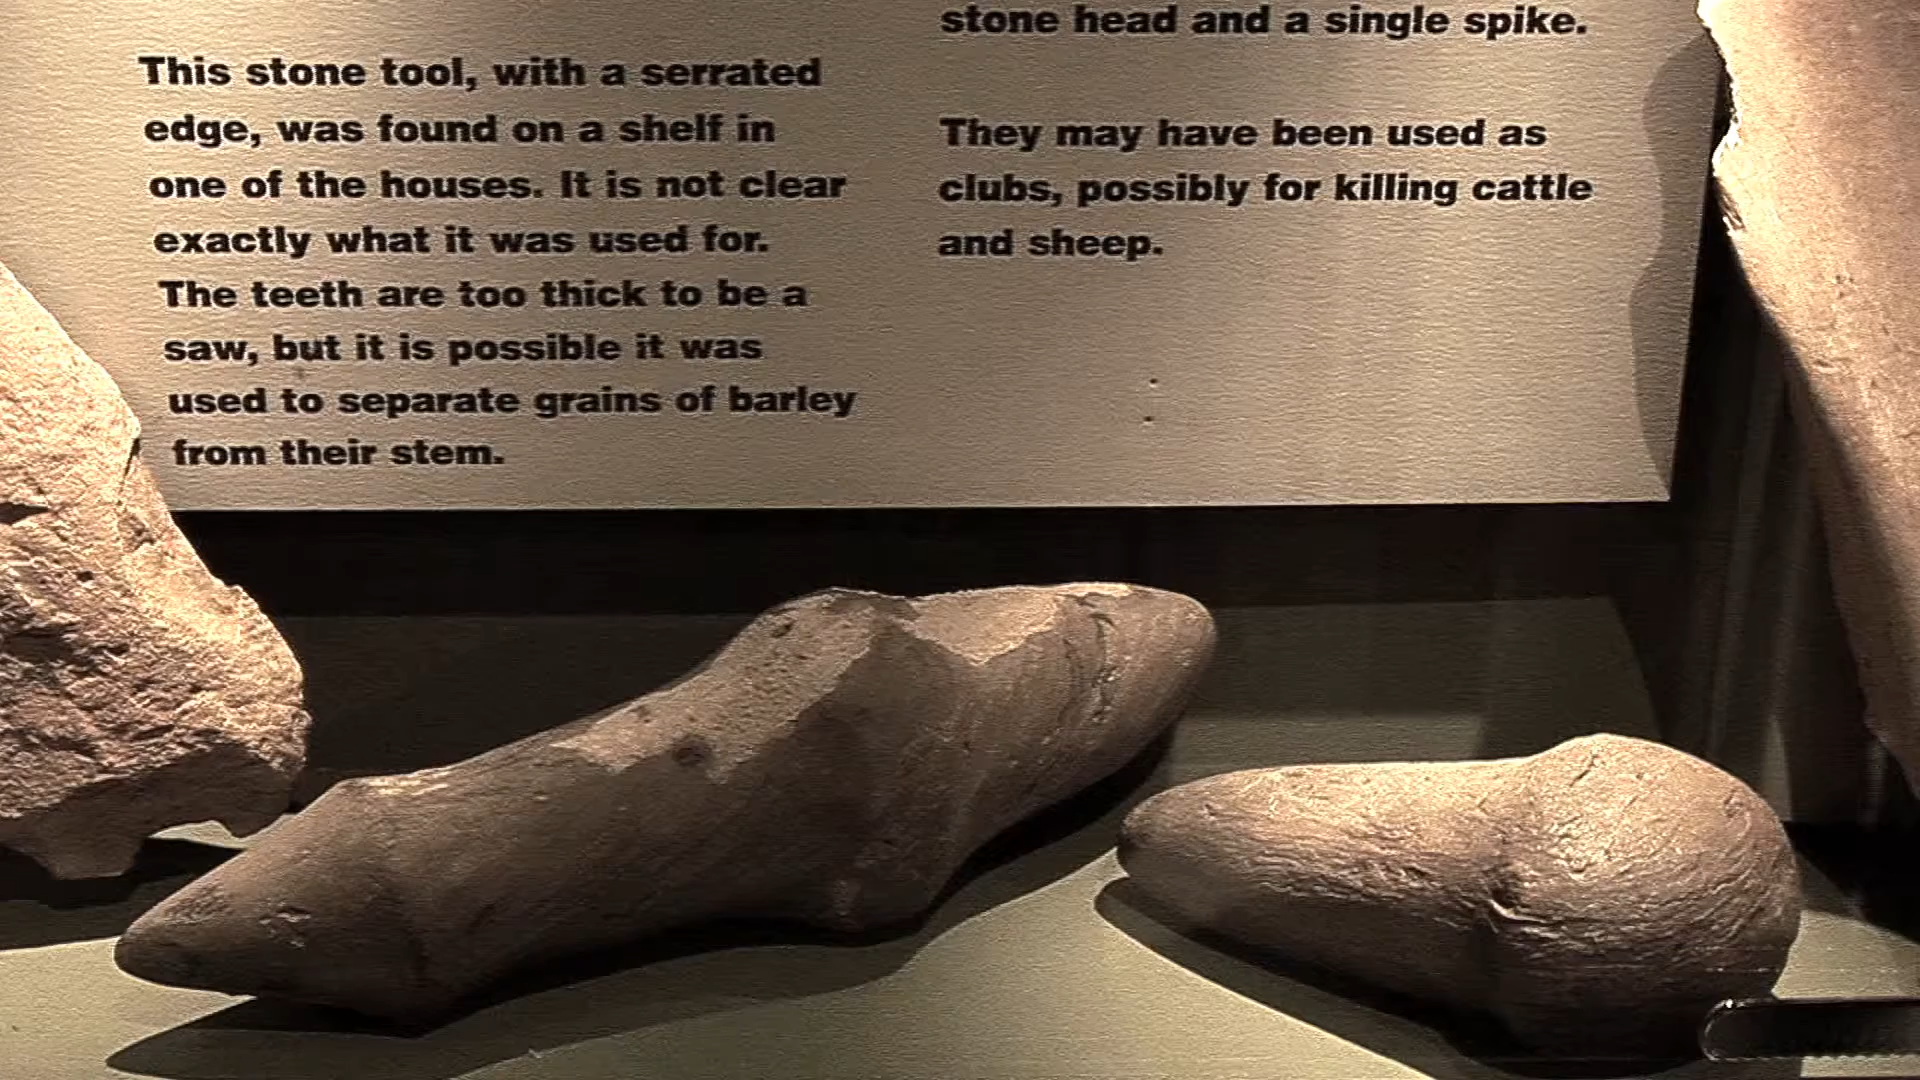 This stone tool, with a serrated
edge, was found on a shelf in
one of the houses. It is not clear
exactly what it was used for.
The teeth are too thick to be a
saw, but it is possible it was
used to separate grains of barley
from their stem.
stone head and a single spike.
They may have been used as
clubs, possibly for killing cattle
and sheep.